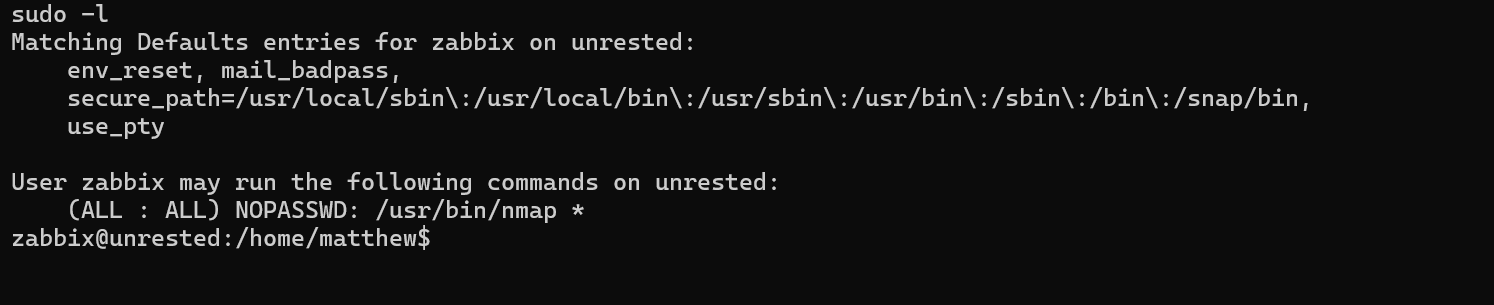 sudo -l
Matching Defaults entries for zabbix on unrested:
    env_reset, mail_badpass,
    secure_path=/usr/local/sbin\:/usr/local/bin\:/usr/sbin\:/usr/bin\:/sbin\:/bin\:/snap/bin,
    use_pty

User zabbix may run the following commands on unrested:
    (ALL : ALL) NOPASSWD: /usr/bin/nmap *
zabbix@unrested:/home/matthew$